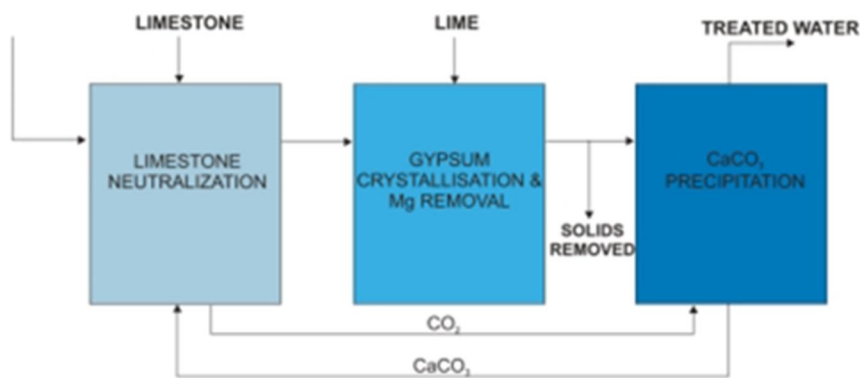 LIMESTONE
LIME
TREATED WATER
LIMESTONE
NEUTRALIZATION
GYPSUM
CRYSTALLISATION &
Mg REMOVAL
CaCO₃
PRECIPITATION
SOLIDS
REMOVED
CO₂
CaCO₃